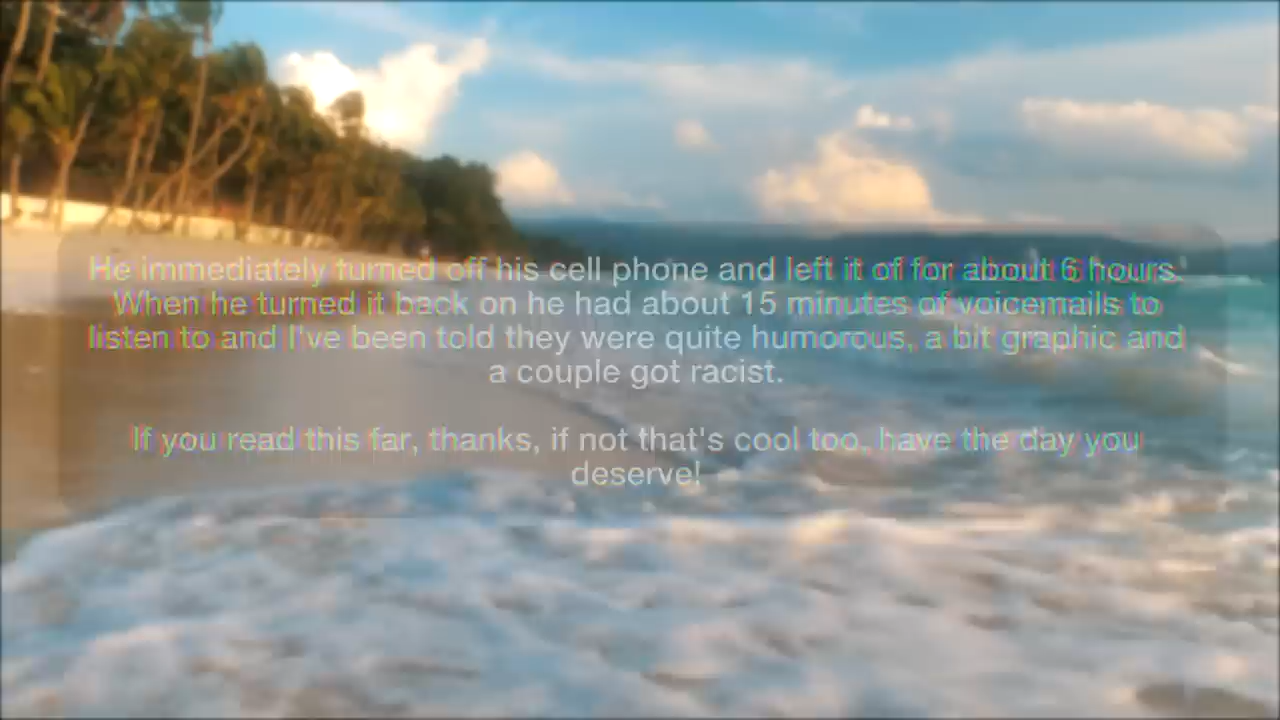 He immediately turned off his cell phone and left it of for about 6 hours.
When he turned it back on he had about 15 minutes of voicemails to
listen to and I've been told they were quite humorous, a bit graphic and
a couple got racist.
If you read this far, thanks, if not that's cool too, have the day you
deserve!